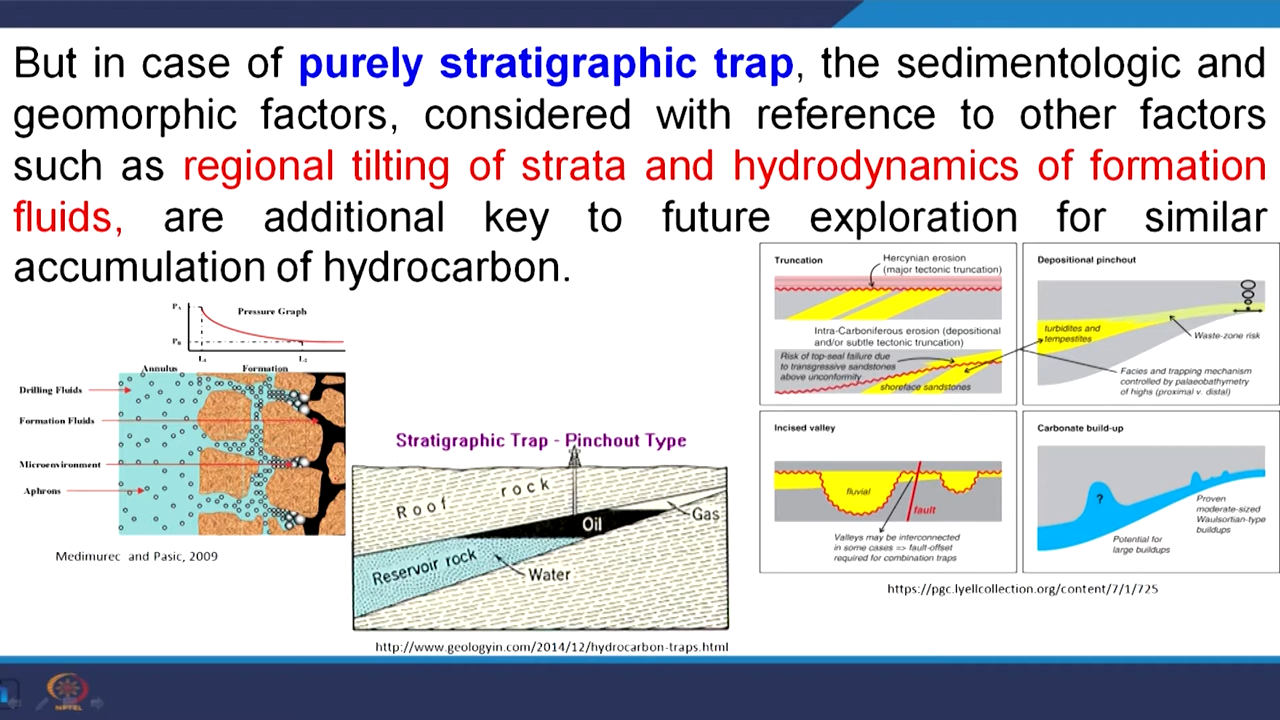 But in case of purely stratigraphic trap, the sedimentologic and
geomorphic factors, considered with reference to other factors
such as regional tilting of strata and hydrodynamics of formation
fluids, are additional key to future exploration for similar
accumulation of hydrocarbon.
Pressure Graph
L₁
L₂
Annulus
Formation
Drilling Fluids
Formation Fluids
Microenvironment
Aphrons
Medimurec and Pasic, 2009
Stratigraphic Trap - Pinchout Type
Roof rock
Oil
Gas
Reservoir rock
Water
http://www.geologyin.com/2014/12/hydrocarbon-traps.html
Truncation
Hercynian erosion
(major tectonic truncation)
Intra-Carboniferous erosion (depositional
and/or subtle tectonic truncation)
Risk of top-seal failure due
to transgressive sandstones
above unconformity
shoreface sandstones
Depositional pinchout
turbidites and
tempestites
Waste-zone risk
Facies and trapping mechanism
controlled by palaeobathymetry
of highs (proximal v. distal)
Incised valley
fluvial
fault
Valleys may be interconnected
in some cases => fault-offset
required for combination traps
Carbonate build-up
?
Proven
moderate-sized
Waulsortian-type
buildups
Potential for
large buildups
https://pgc.lyellcollection.org/content/7/1/725
NPTEL